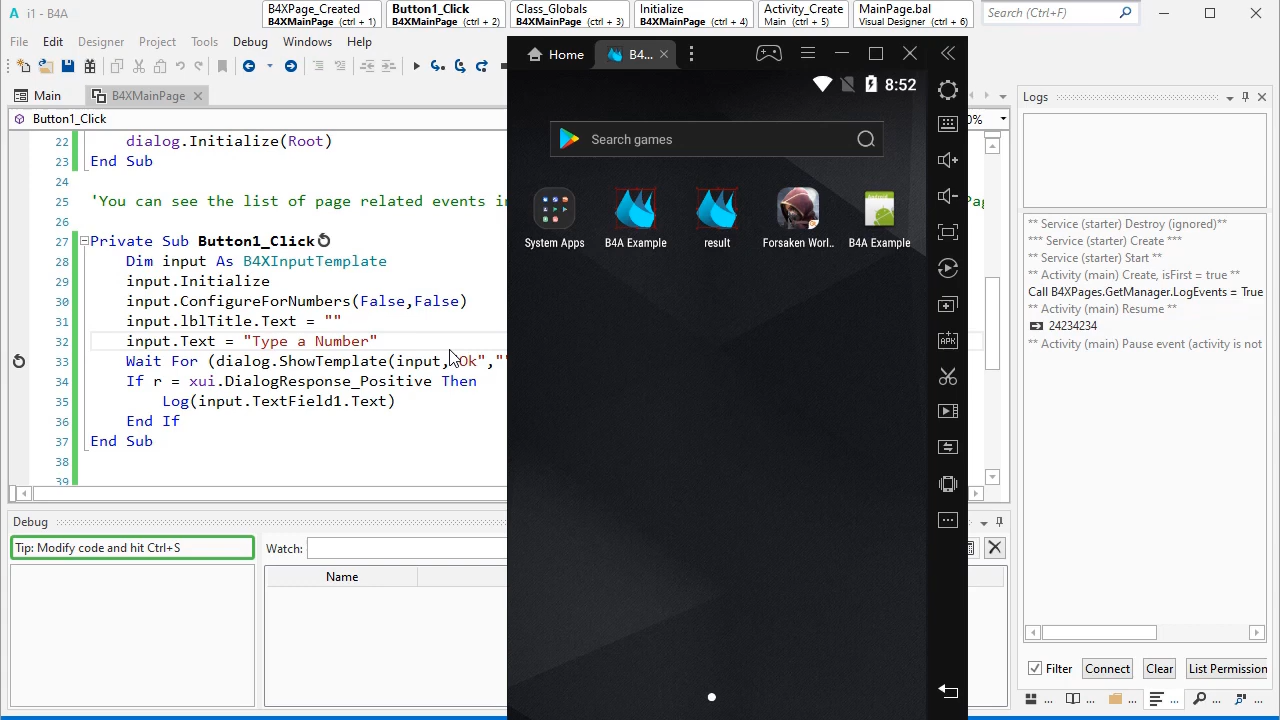 i1 - B4A
B4XPage_Created
B4XMainPage (ctrl + 1)
Button1_Click
B4XMainPage (ctrl + 2)
Class_Globals
B4XMainPage (ctrl + 3)
Initialize
B4XMainPage (ctrl + 4)
Activity_Create
Main (ctrl + 5)
MainPage.bal
Visual Designer (ctrl + 6)
Search (Ctrl+F)
File Edit Designer Project Tools Debug Windows Help
Main
B4XMainPage
Button1_Click
0%
22 dialog.Initialize(Root)
23 End Sub
24
25 'You can see the list of page related events in
26
27 Private Sub Button1_Click
28 Dim input As B4XInputTemplate
29 input.Initialize
30 input.ConfigureForNumbers(False,False)
31 input.lblTitle.Text = ""
32 input.Text = "Type a Number"
33 Wait For (dialog.ShowTemplate(input,"Ok",""
34 If r = xui.DialogResponse_Positive Then
35 Log(input.TextField1.Text)
36 End If
37 End Sub
38
39
Debug
Tip: Modify code and hit Ctrl+S
Watch:
Name
Home
B4...
8:52
Search games
System Apps
B4A Example
result
Forsaken Worl..
B4A Example
APK
Logs
** Service (starter) Destroy (ignored)**
*** Service (starter) Create ***
** Service (starter) Start **
** Activity (main) Create, isFirst = true **
Call B4XPages.GetManager.LogEvents = True
** Activity (main) Resume **
24234234
** Activity (main) Pause event (activity is not
Filter
Connect
Clear
List Permission